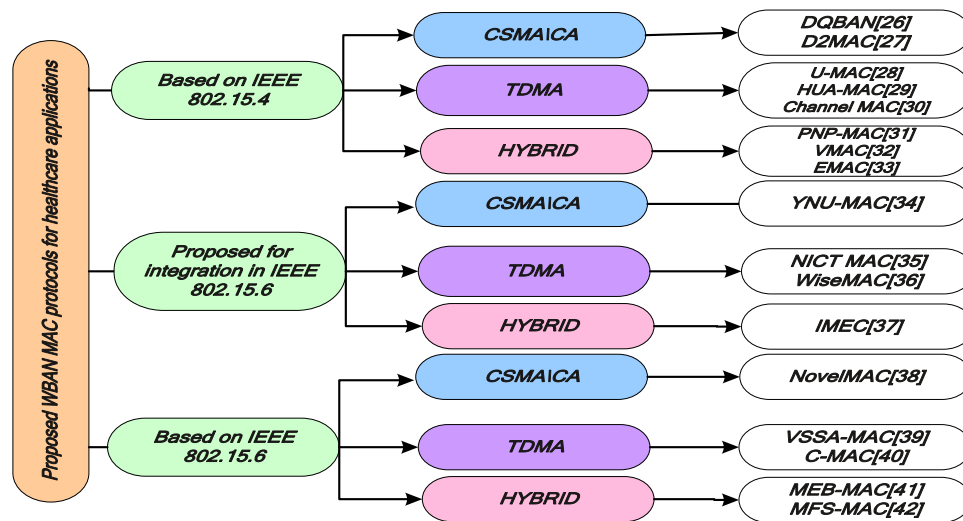 Proposed WBAN MAC protocols for healthcare applications
Based on IEEE
802.15.4
CSMA\CA
DQBAN[26]
D2MAC[27]
TDMA
U-MAC[28]
HUA-MAC[29]
Channel MAC[30]
HYBRID
PNP-MAC[31]
VMAC[32]
EMAC[33]
Proposed for
integration in IEEE
802.15.6
CSMA\CA
YNU-MAC[34]
TDMA
NICT MAC[35]
WiseMAC[36]
HYBRID
IMEC[37]
Based on IEEE
802.15.6
CSMA\CA
NovelMAC[38]
TDMA
VSSA-MAC[39]
C-MAC[40]
HYBRID
MEB-MAC[41]
MFS-MAC[42]